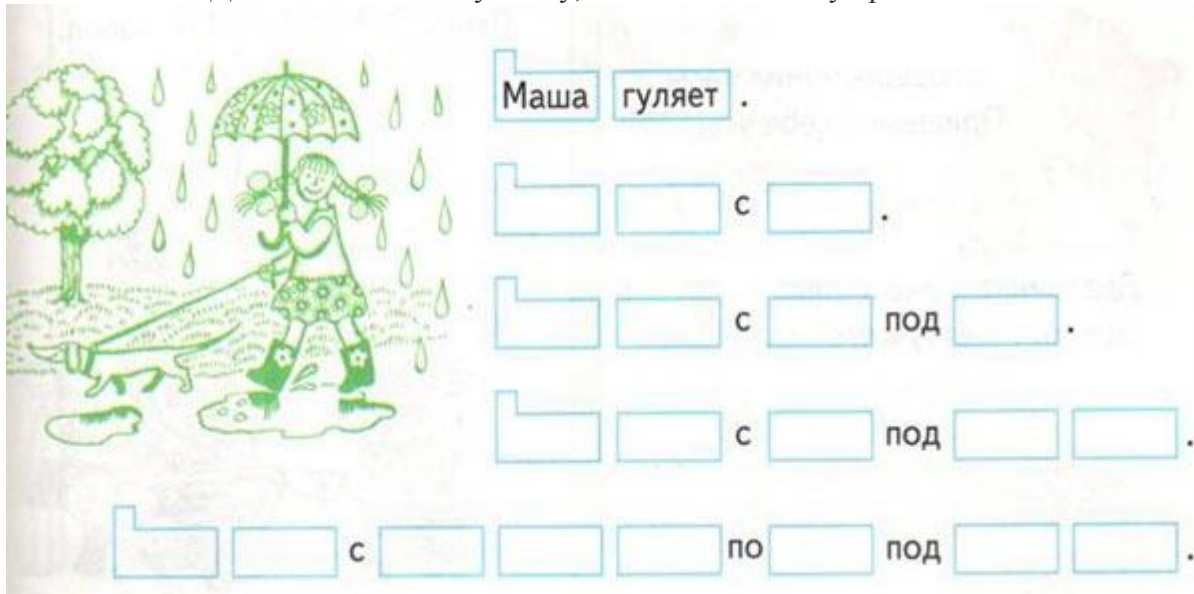 Маша гуляет .
с .
с под .
с под .
с по под .